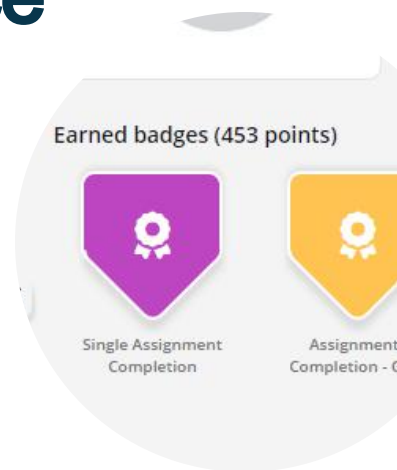 Earned badges (453 points)
Single Assignment
Completion
Assignment
Completion -